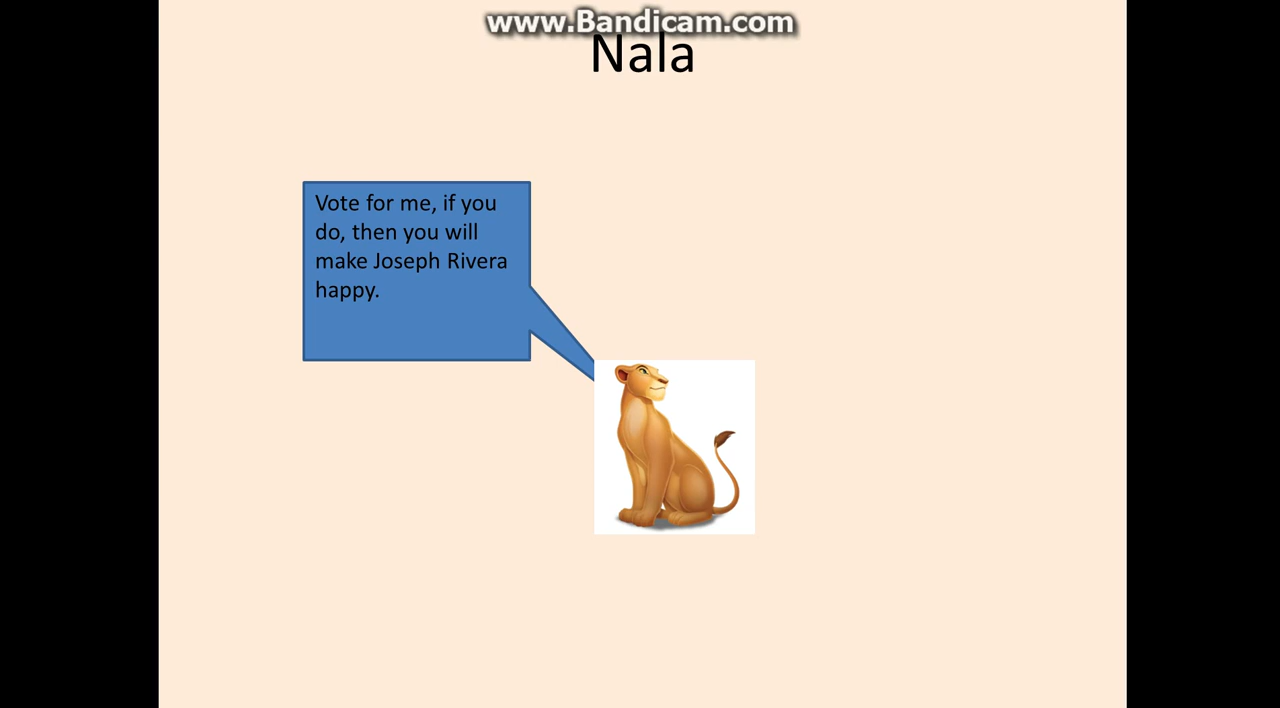 www.Bandicam.com
Nala
Vote for me, if you
do, then you will
make Joseph Rivera
happy.